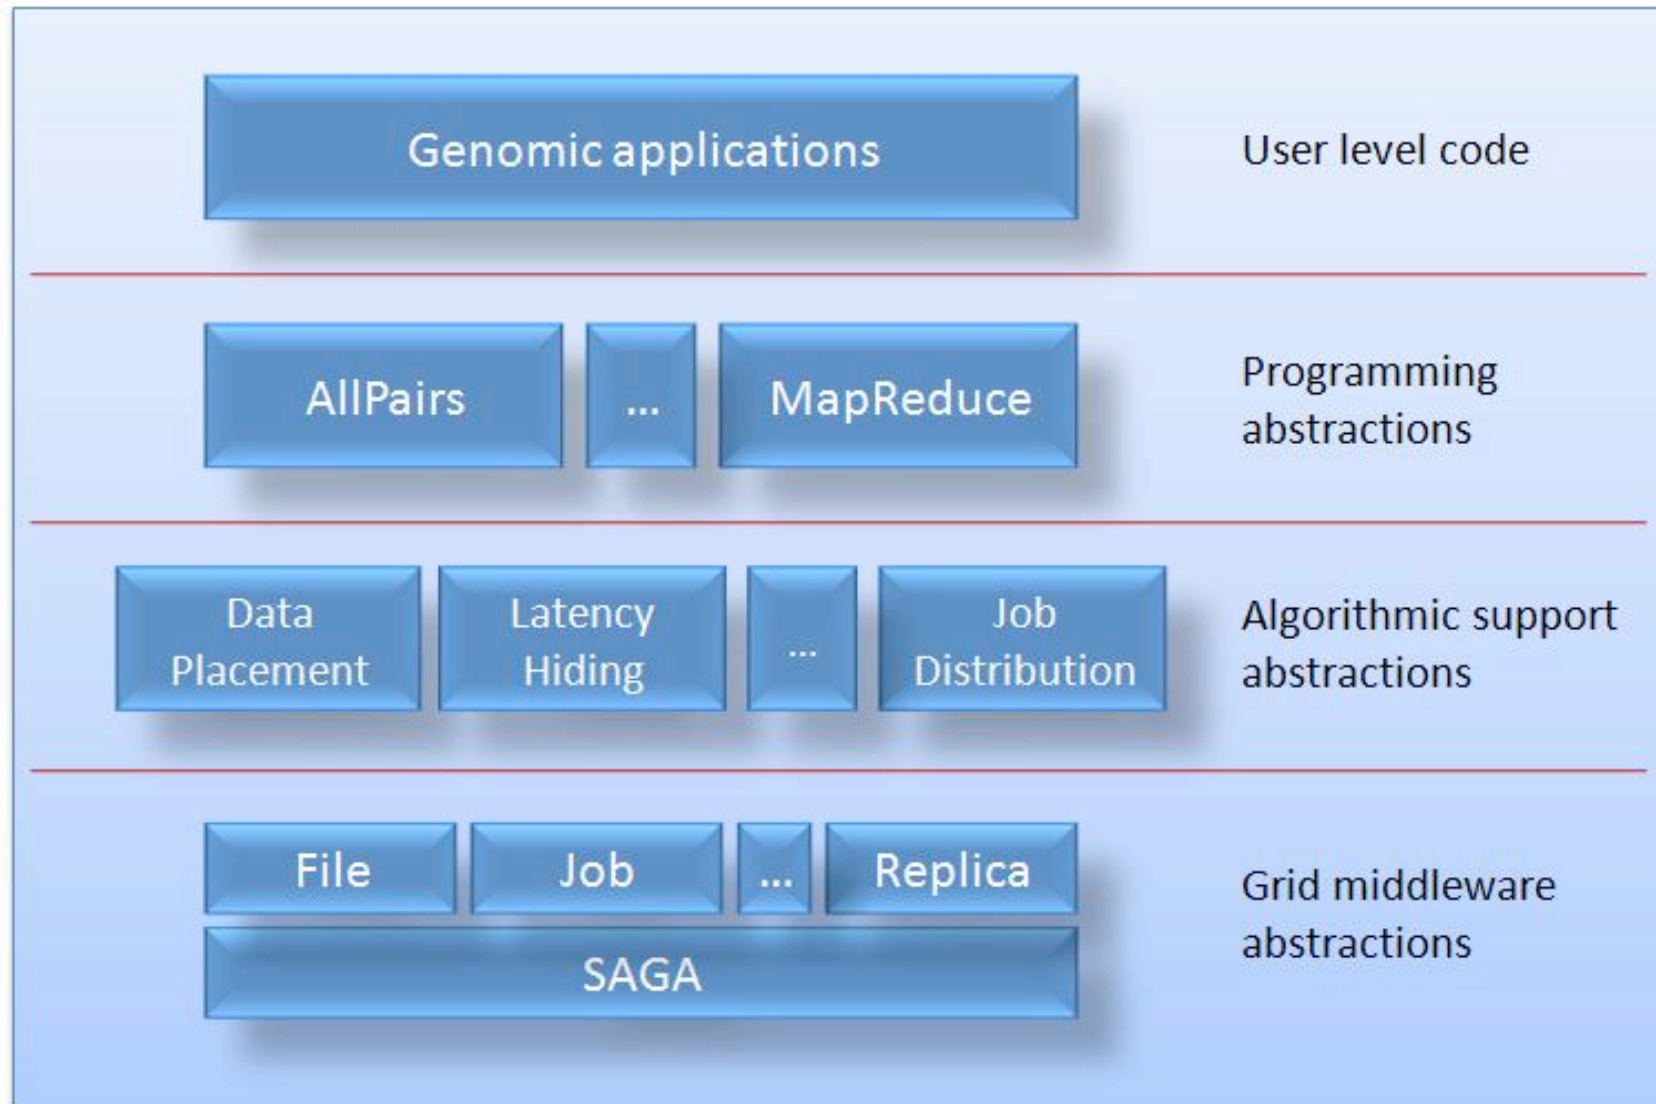 Genomic applications
User level code
AllPairs
...
MapReduce
Programming
abstractions
Data
Placement
Latency
Hiding
...
Job
Distribution
Algorithmic support
abstractions
File
Job
...
Replica
SAGA
Grid middleware
abstractions